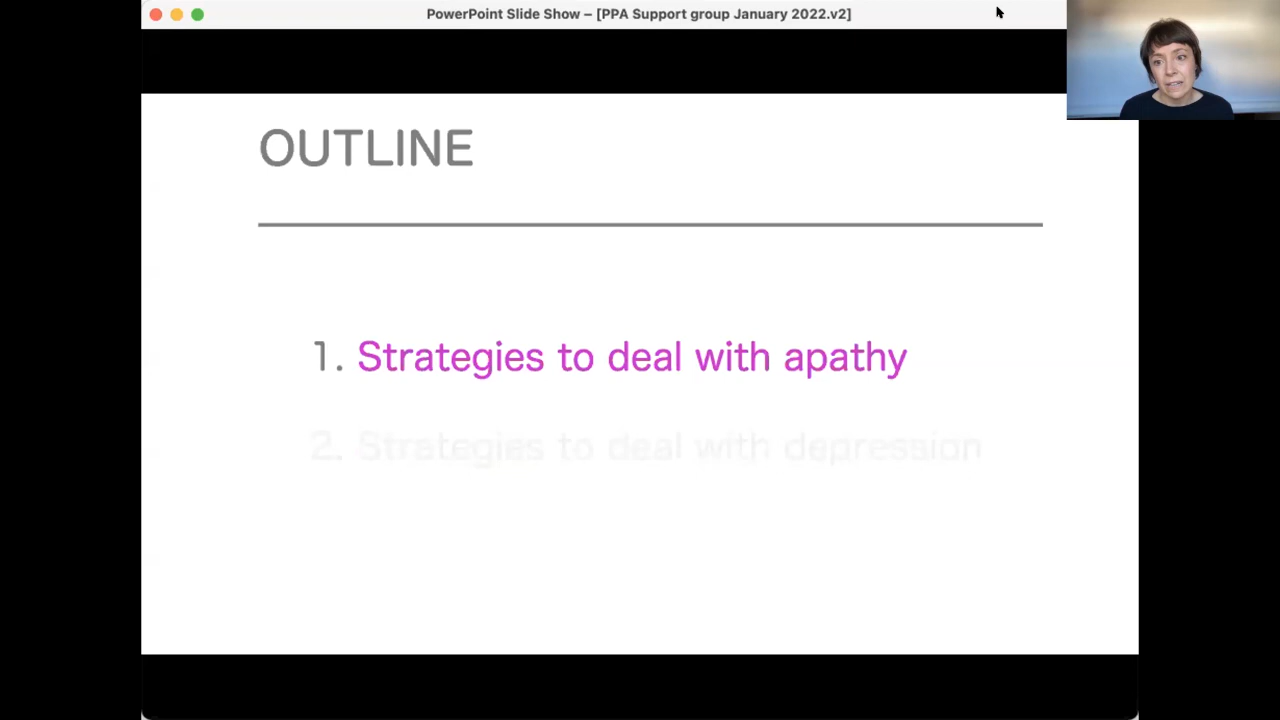 PowerPoint Slide Show – [PPA Support group January 2022.v2]
OUTLINE
1. Strategies to deal with apathy
2. Strategies to deal with depression